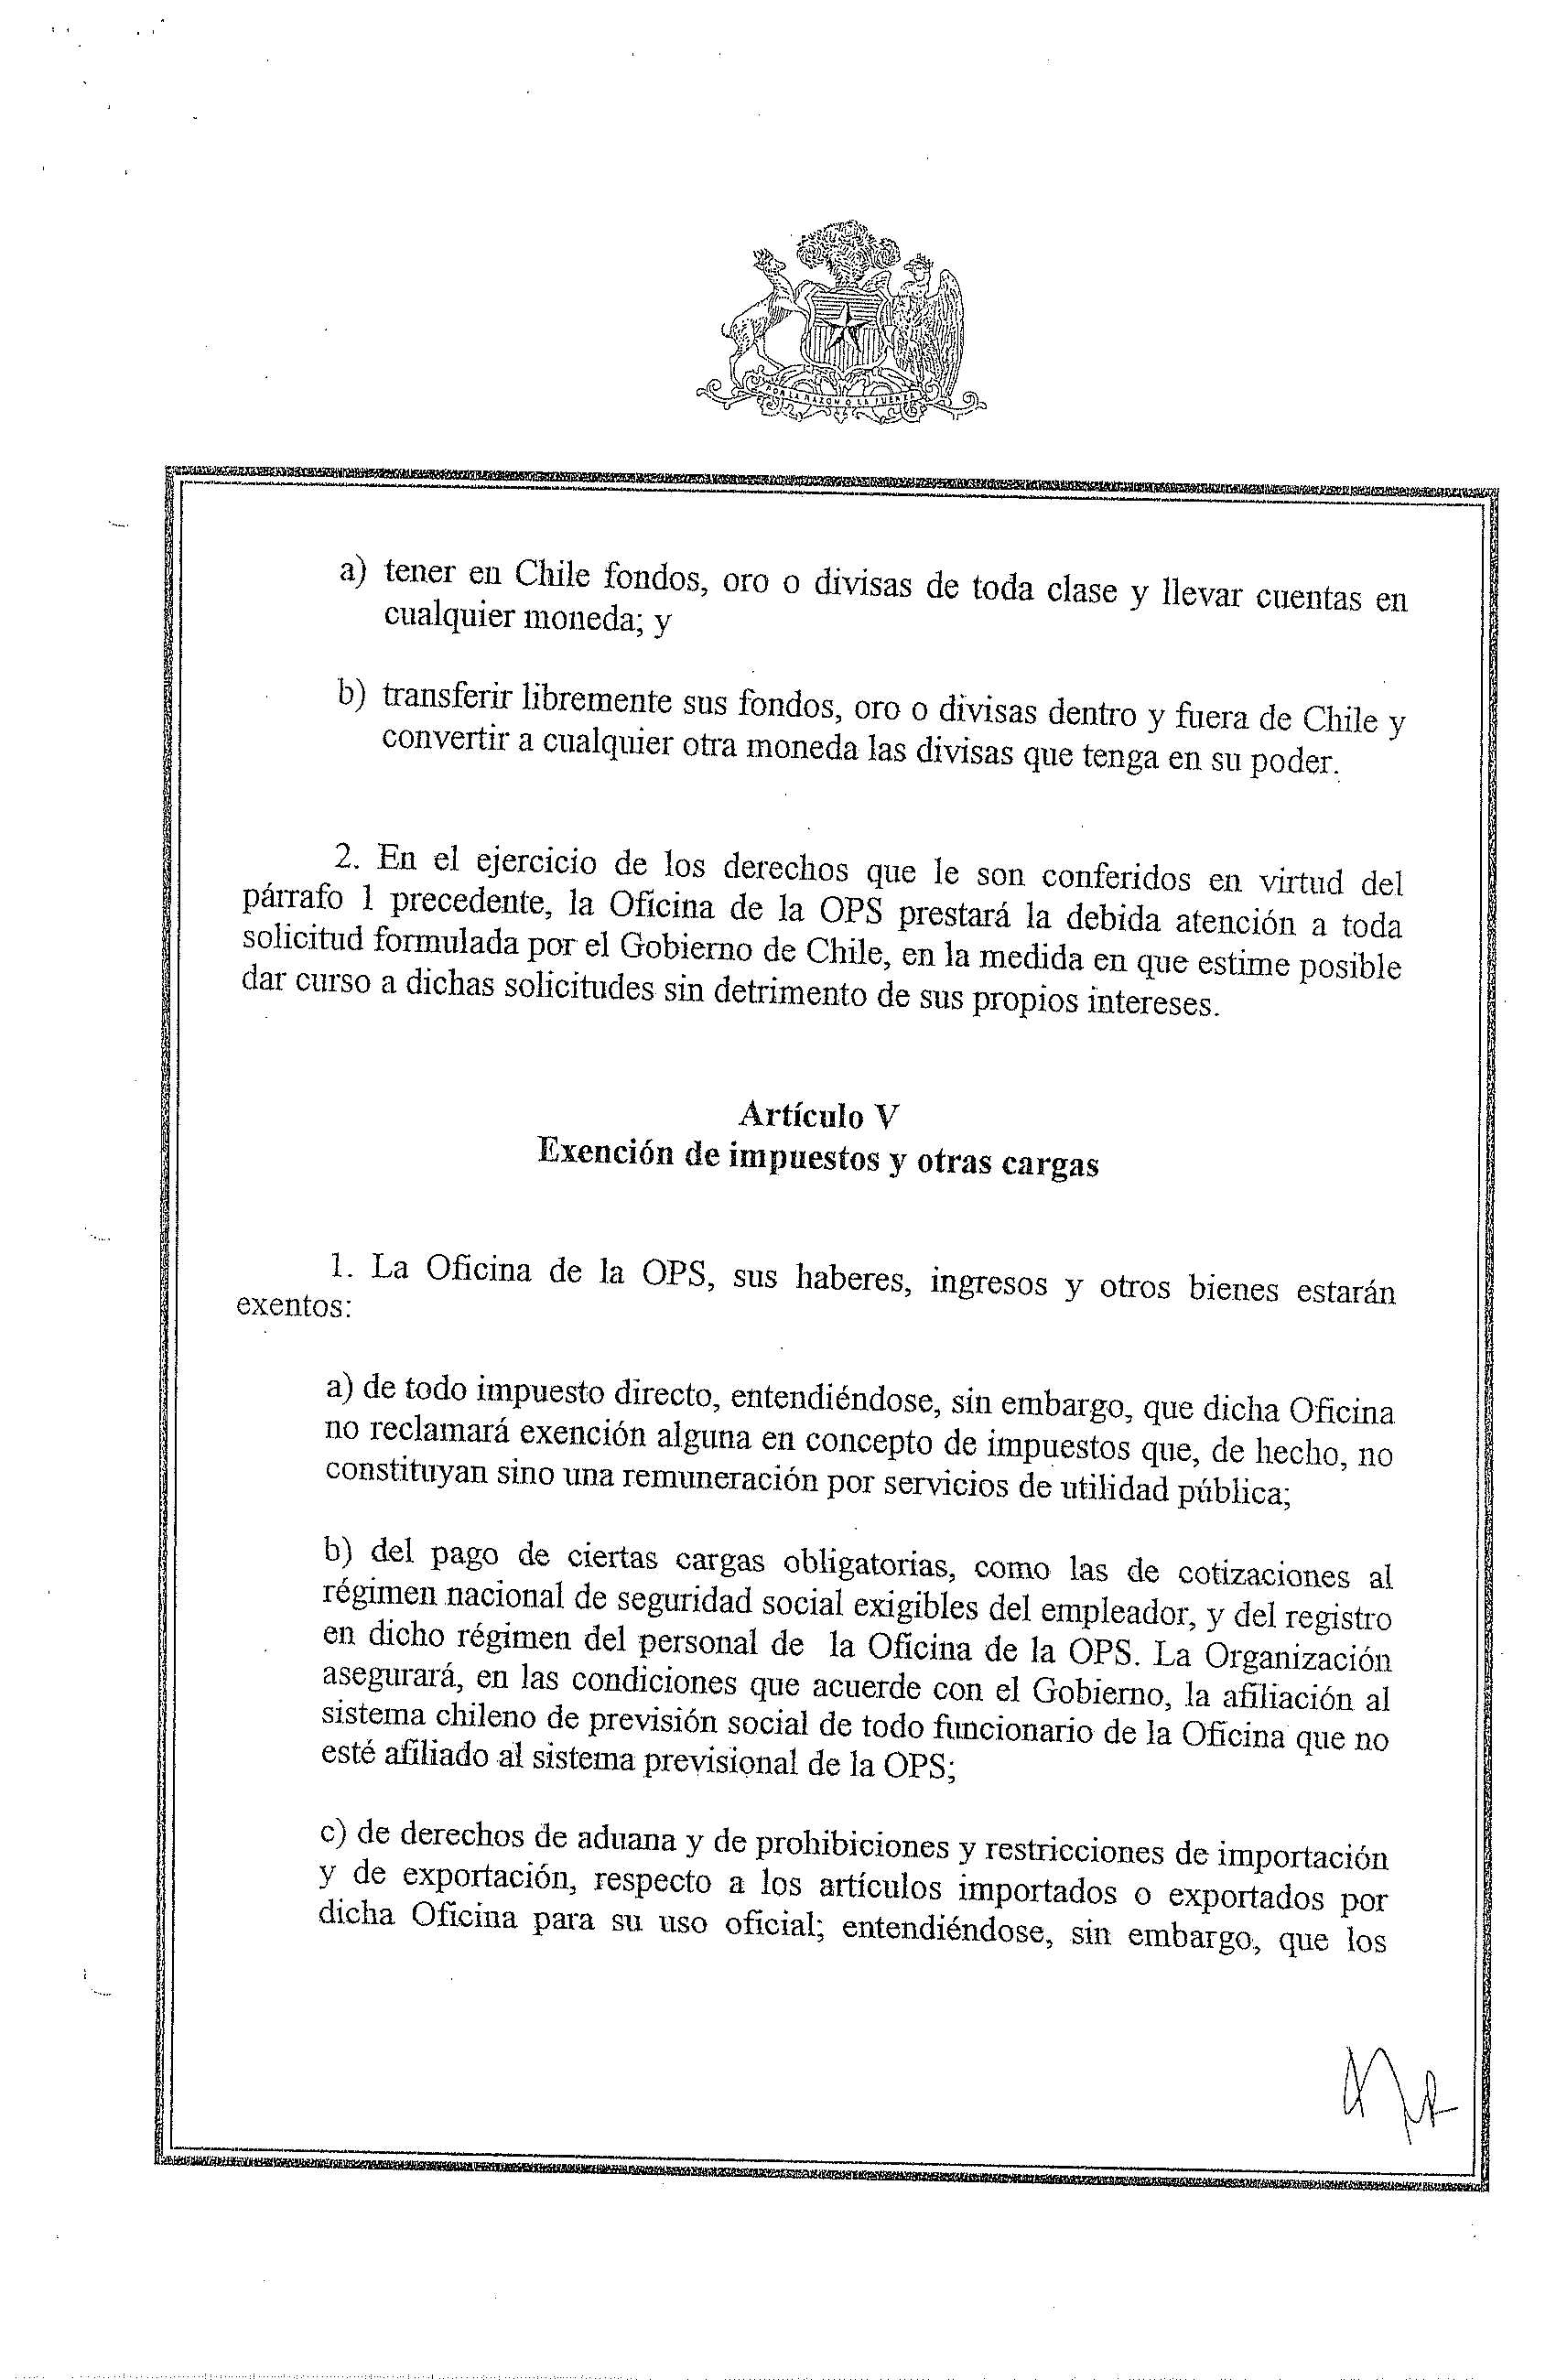 POR LA RAZON O LA FUERZA
a) tener en Chile fondos, oro o divisas de toda clase y llevar cuentas en
cualquier moneda; y
b) transferir libremente sus fondos, oro o divisas dentro y fuera de Chile y
convertir a cualquier otra moneda las divisas que tenga en su poder.
2. En el ejercicio de los derechos que le son conferidos en virtud del
párrafo 1 precedente, la Oficina de la OPS prestará la debida atención a toda
solicitud formulada por el Gobierno de Chile, en la medida en que estime posible
dar curso a dichas solicitudes sin detrimento de sus propios intereses.
Artículo V
Exención de impuestos y otras cargas
1. La Oficina de la OPS, sus haberes, ingresos y otros bienes estarán
exentos:
a) de todo impuesto directo, entendiéndose, sin embargo, que dicha Oficina
no reclamará exención alguna en concepto de impuestos que, de hecho, no
constituyan sino una remuneración por servicios de utilidad pública;
b) del pago de ciertas cargas obligatorias, como las de cotizaciones al
régimen nacional de seguridad social exigibles del empleador, y del registro
en dicho régimen del personal de la Oficina de la OPS. La Organización
asegurará, en las condiciones que acuerde con el Gobierno, la afiliación al
sistema chileno de previsión social de todo funcionario de la Oficina que no
esté afiliado al sistema previsional de la OPS;
c) de derechos de aduana y de prohibiciones y restricciones de importación
y de exportación, respecto a los artículos importados o exportados por
dicha Oficina para su uso oficial; entendiéndose, sin embargo, que los